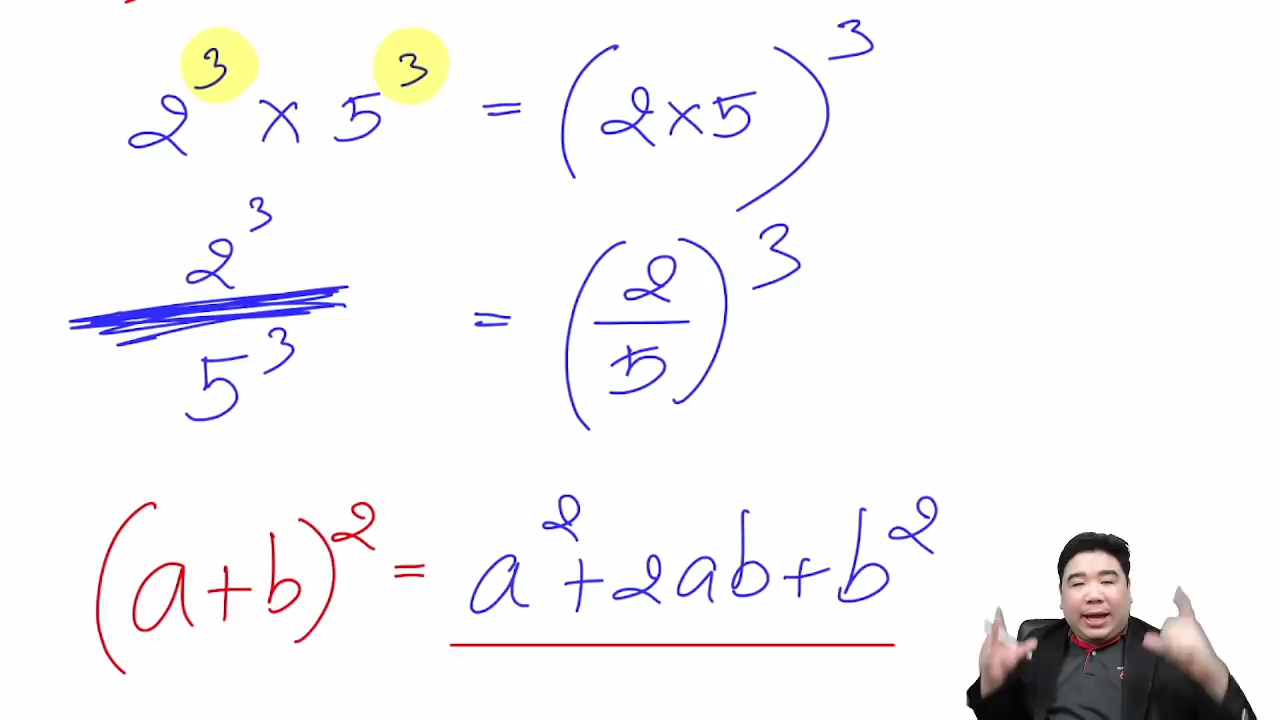 2³ × 5³ = (2×5)³
2³/5³ = (2/5)³
(a+b)² = a²+2ab+b²